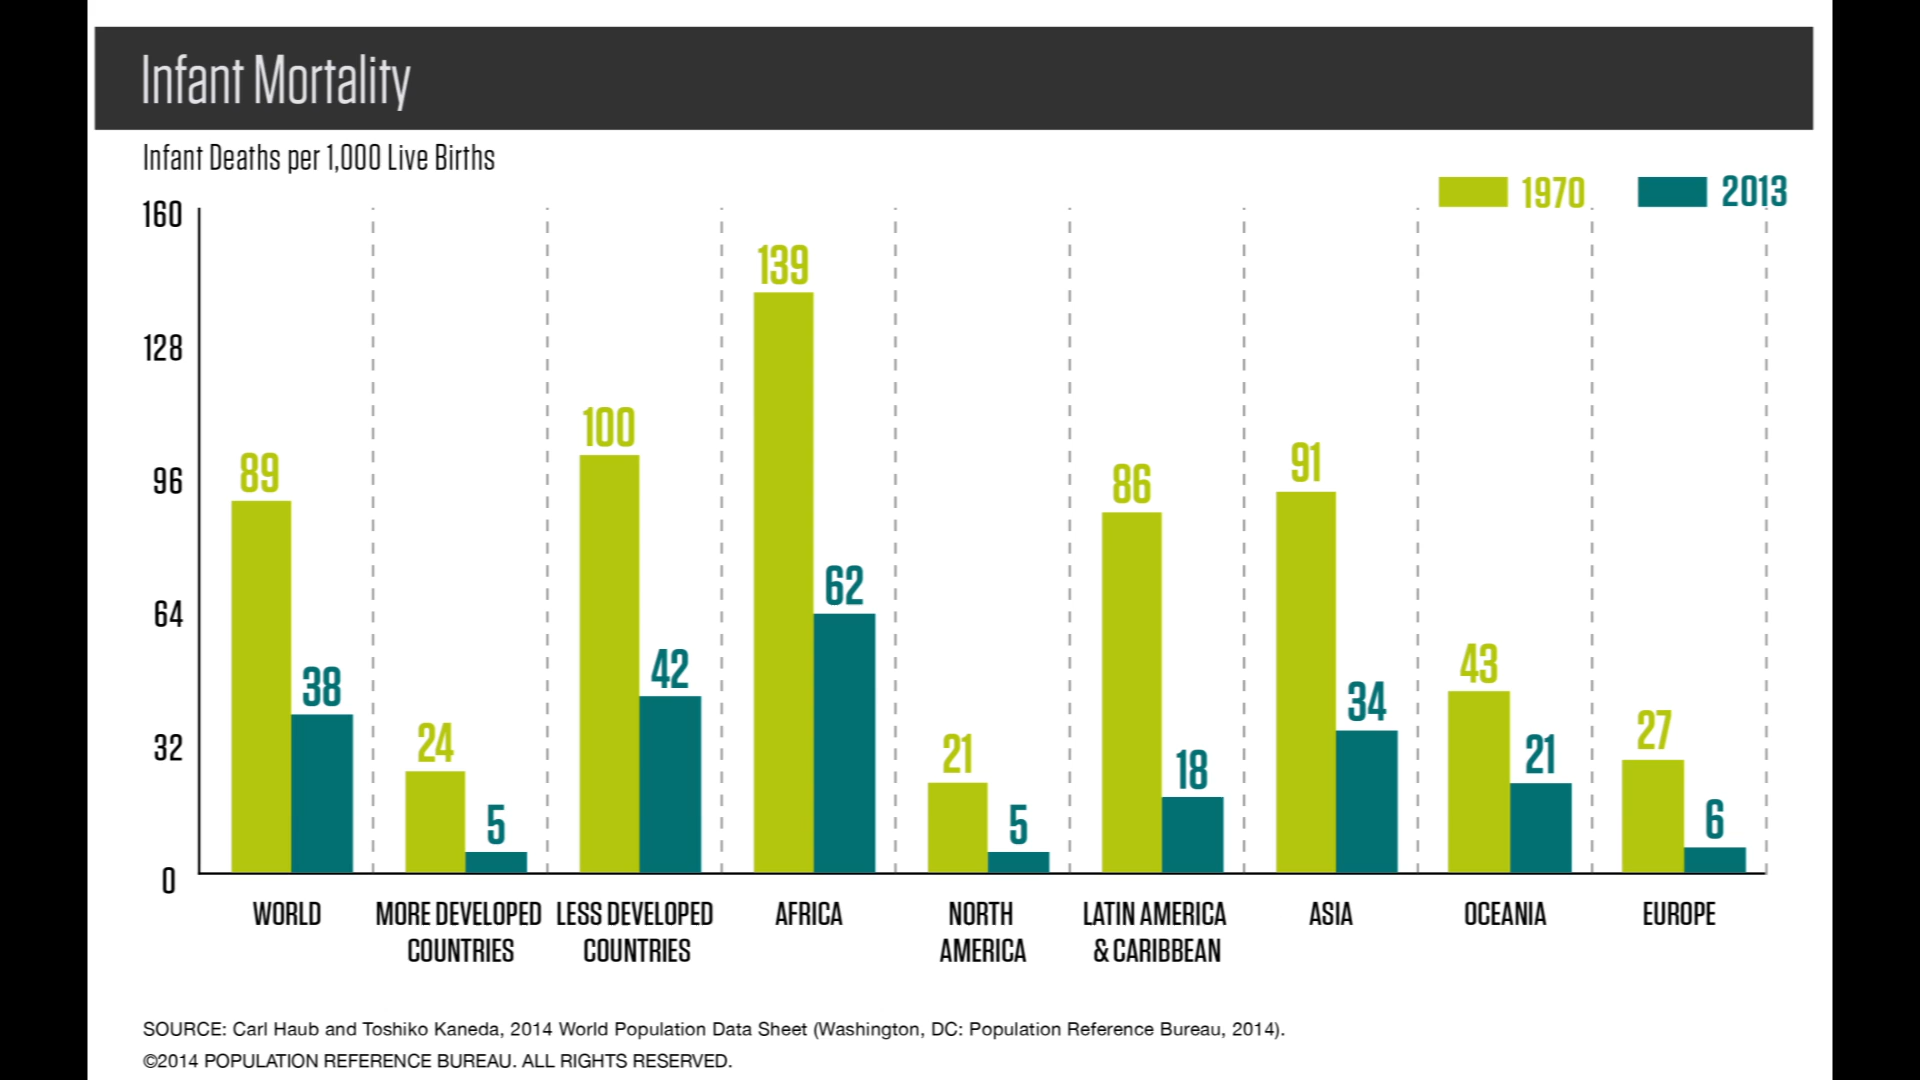 Infant Mortality
Infant Deaths per 1,000 Live Births
1970 2013
160
128
96
64
32
0
89 38
24 5
100 42
139 62
21 5
86 18
91 34
43 21
27 6
WORLD
MORE DEVELOPED
COUNTRIES
LESS DEVELOPED
COUNTRIES
AFRICA
NORTH
AMERICA
LATIN AMERICA
& CARIBBEAN
ASIA
OCEANIA
EUROPE
SOURCE: Carl Haub and Toshiko Kaneda, 2014 World Population Data Sheet (Washington, DC: Population Reference Bureau, 2014).
©2014 POPULATION REFERENCE BUREAU. ALL RIGHTS RESERVED.